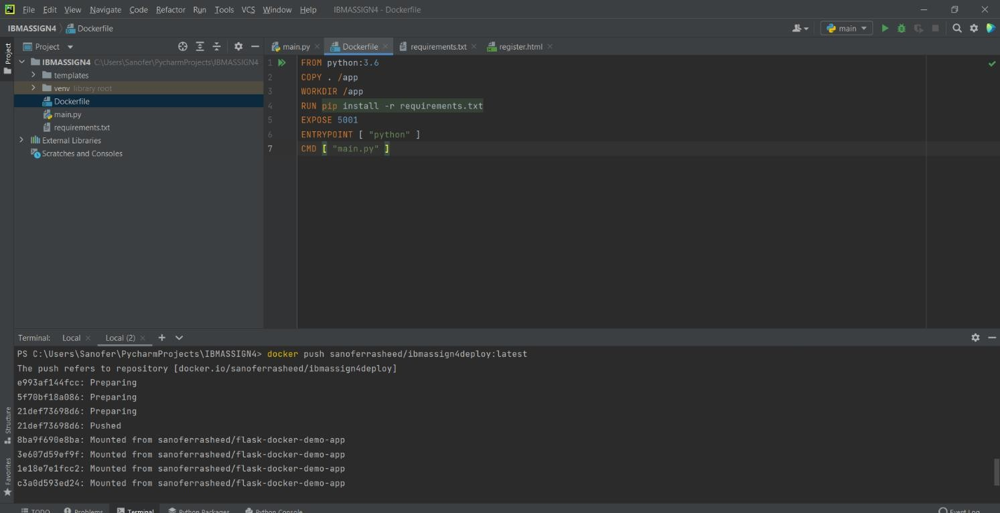 File Edit View Navigate Code Refactor Run Tools VCS Window Help IBMASSIGN4 - Dockerfile
IBMASSIGN4 Dockerfile main
Project
Project main.py Dockerfile requirements.txt register.html
IBMASSIGN4 C:\Users\Sanofer\PycharmProjects\IBMASSIGN4
templates
venv library root
Dockerfile
main.py
requirements.txt
External Libraries
Scratches and Consoles
1 FROM python:3.6
2 COPY . /app
3 WORKDIR /app
4 RUN pip install -r requirements.txt
5 EXPOSE 5001
6 ENTRYPOINT [ "python" ]
7 CMD [ "main.py" ]
Terminal: Local Local (2)
PS C:\Users\Sanofer\PycharmProjects\IBMASSIGN4> docker push sanoferrasheed/ibmassign4deploy:latest
The push refers to repository [docker.io/sanoferrasheed/ibmassign4deploy]
e993af144fcc: Preparing
5f70bf18a086: Preparing
21def73698d6: Preparing
21def73698d6: Pushed
8ba9f690e8ba: Mounted from sanoferrasheed/flask-docker-demo-app
3e607d59ef9f: Mounted from sanoferrasheed/flask-docker-demo-app
1e18e7e1fcc2: Mounted from sanoferrasheed/flask-docker-demo-app
c3a0d593ed24: Mounted from sanoferrasheed/flask-docker-demo-app
Structure
Favorites
TODO Problems Terminal Python Packages Python Console Event Log